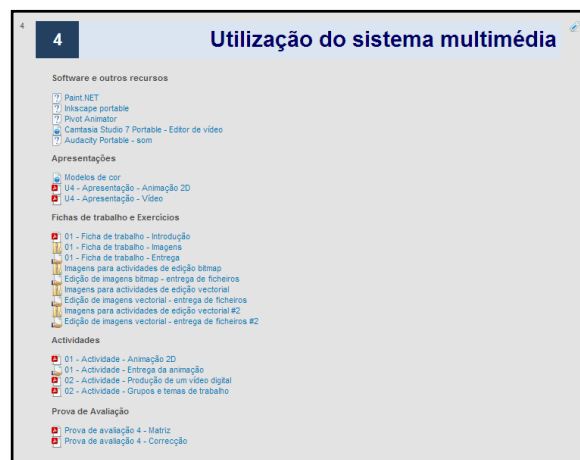 4
4
Utilização do sistema multimédia
Software e outros recursos
Paint.NET
Inkscape portable
Pivot Animator
Camtasia Studio 7 Portable - Editor de vídeo
Audacity Portable - som
Apresentações
Modelos de cor
U4 - Apresentação - Animação 2D
U4 - Apresentação - Vídeo
Fichas de trabalho e Exercícios
01 - Ficha de trabalho - Introdução
01 - Ficha de trabalho - Imagens
01 - Ficha de trabalho - Entrega
Imagens para actividades de edição bitmap
Edição de imagens bitmap - entrega de ficheiros
Imagens para actividades de edição vectorial
Edição de imagens vectorial - entrega de ficheiros
Imagens para actividades de edição vectorial #2
Edição de imagens vectorial - entrega de ficheiros #2
Actividades
01 - Actividade - Animação 2D
01 - Actividade - Entrega da animação
02 - Actividade - Produção de um vídeo digital
02 - Actividade - Grupos e temas de trabalho
Prova de Avaliação
Prova de avaliação 4 - Matriz
Prova de avaliação 4 - Correcção